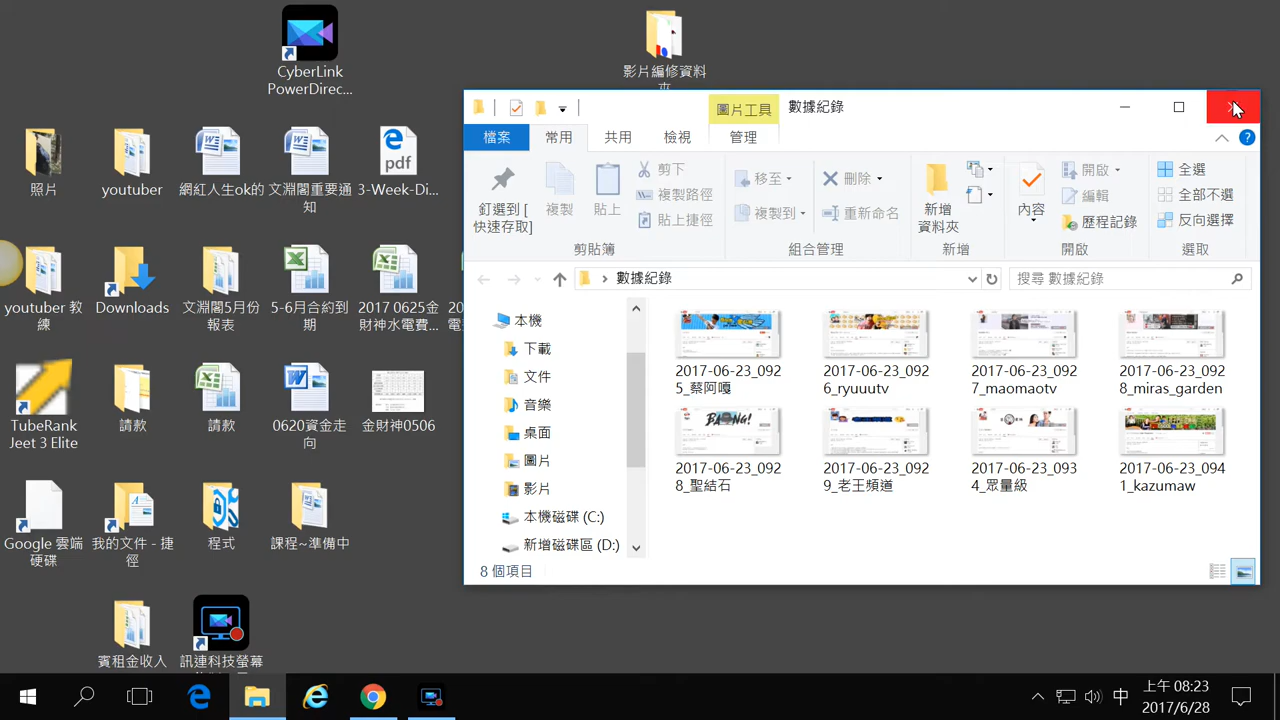 CyberLink
PowerDirec...
影片編修資料
夾
照片
youtuber
網紅人生ok的
文淵閣重要通
知
pdf
3-Week-Di...
youtuber 教
練
Downloads
文淵閣5月份
報表
5-6月合約到
期
2017 0625金
財神水電費...
TubeRank
Jeet 3 Elite
請款
請款
0620資金走
向
金財神0506
Google 雲端
硬碟
我的文件 - 捷
徑
程式
課程~準備中
賓租金收入
訊連科技螢幕
圖片工具
數據紀錄
檔案
常用
共用
檢視
管理
釘選到 [
快速存取]
複製
貼上
剪下
複製路徑
貼上捷徑
剪貼簿
移至
複製到
刪除
重新命名
組合管理
新增
資料夾
新增
內容
開啟
編輯
歷程記錄
開啟
全選
全部不選
反向選擇
選取
數據紀錄
搜尋 數據紀錄
本機
下載
文件
音樂
桌面
圖片
影片
本機磁碟 (C:)
新增磁碟區 (D:)
2017-06-23_092
5_蔡阿嘎
2017-06-23_092
6_ryuuutv
2017-06-23_092
7_maomaotv
2017-06-23_092
8_miras_garden
2017-06-23_092
8_聖結石
2017-06-23_092
9_老王頻道
2017-06-23_093
4_眾量級
2017-06-23_094
1_kazumaw
8 個項目
中
上午 08:23
2017/6/28